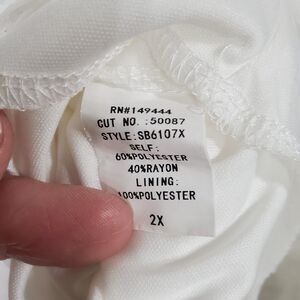 RN#149444
CUT NO. :50087
STYLE:SB6107X
SELF:
60%POLYESTER
40%RAYON
LINING:
100%POLYESTER
2X